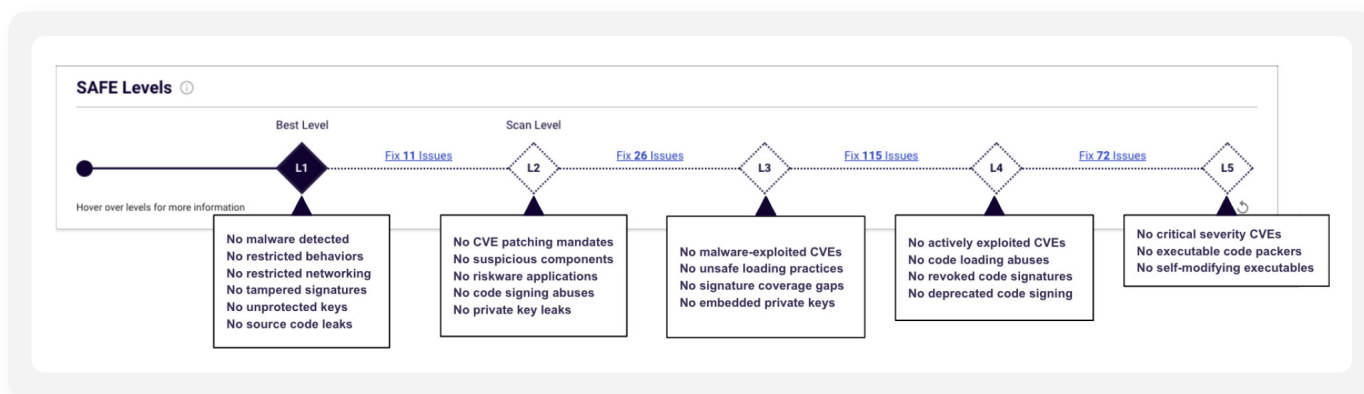 SAFE Levels
Best Level
Scan Level
L1
Fix 11 Issues
L2
Fix 26 Issues
L3
Fix 115 Issues
L4
Fix 72 Issues
L5
Hover over levels for more information
No malware detected
No restricted behaviors
No restricted networking
No tampered signatures
No unprotected keys
No source code leaks
No CVE patching mandates
No suspicious components
No riskware applications
No code signing abuses
No private key leaks
No malware-exploited CVEs
No unsafe loading practices
No signature coverage gaps
No embedded private keys
No actively exploited CVEs
No code loading abuses
No revoked code signatures
No deprecated code signing
No critical severity CVEs
No executable code packers
No self-modifying executables